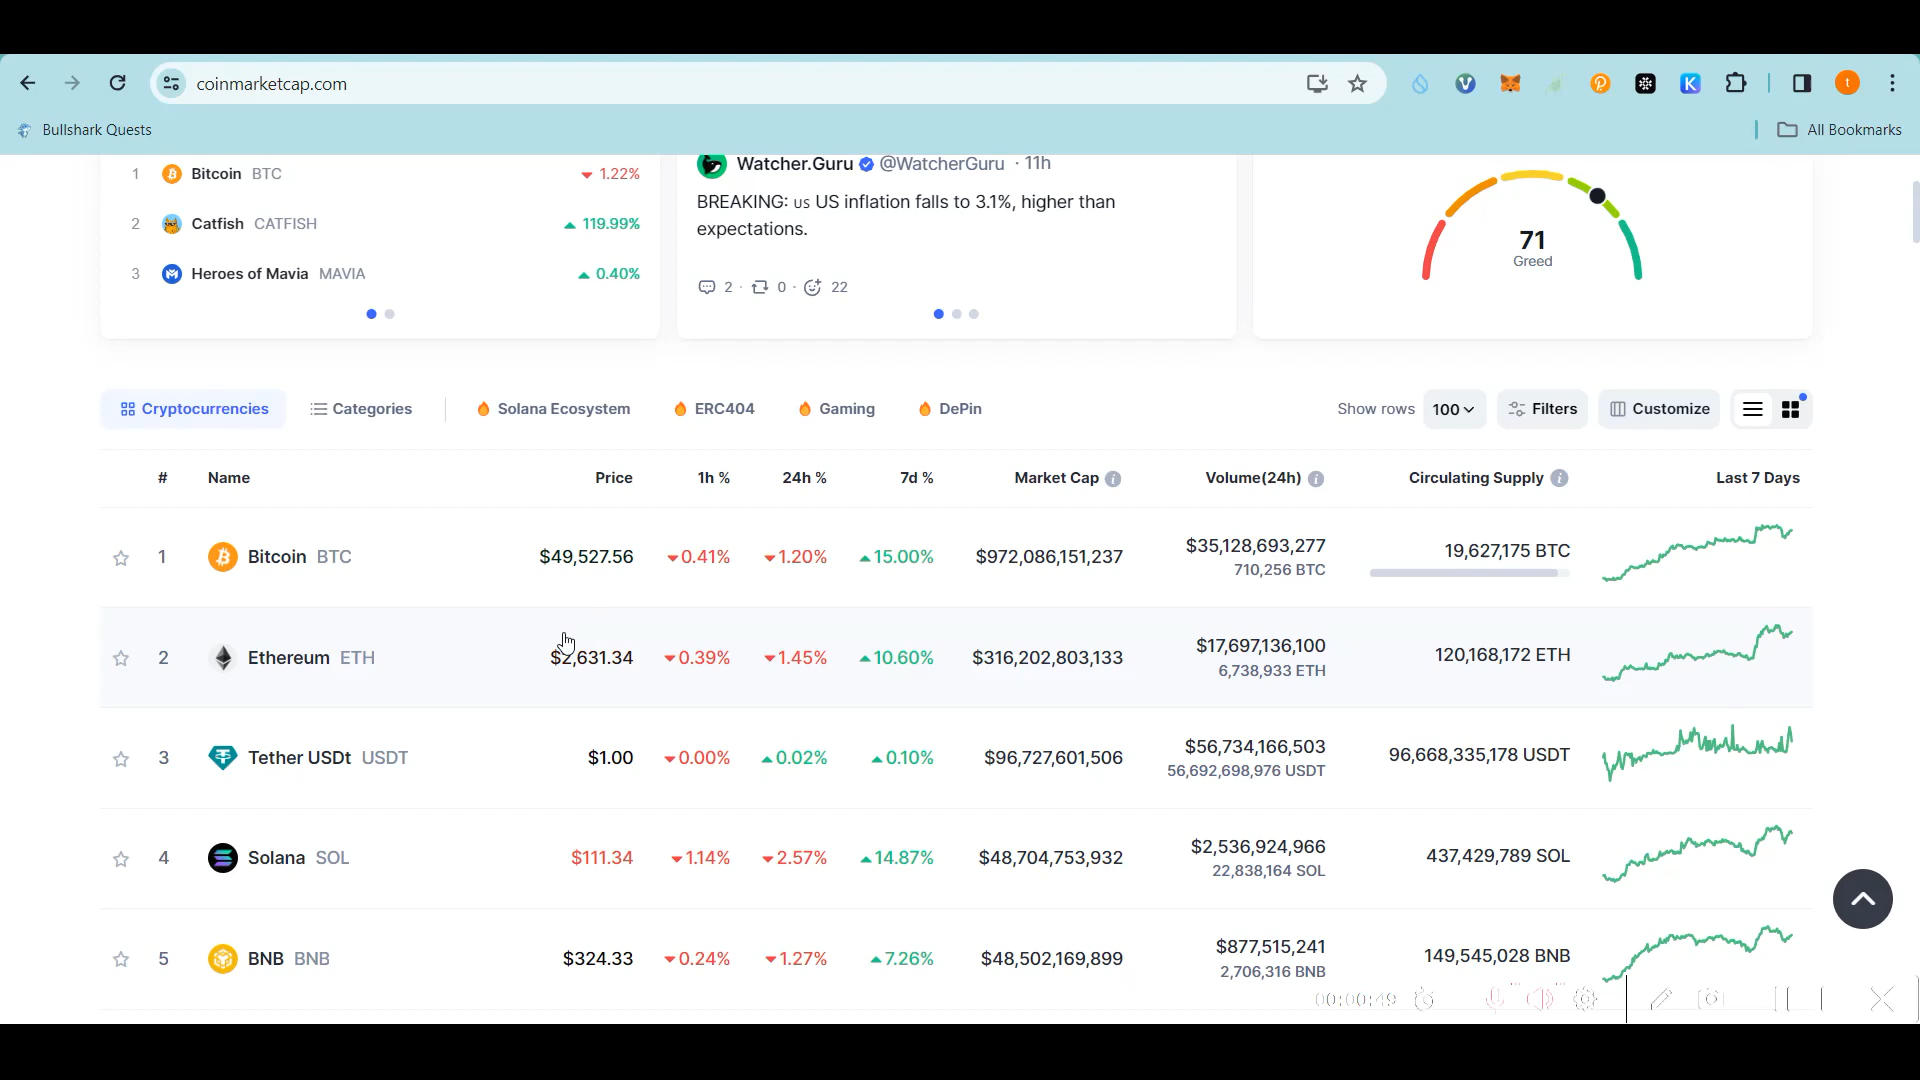 coinmarketcap.com
t
Bullshark Quests
All Bookmarks
1 Bitcoin BTC 1.22%
2 Catfish CATFISH 119.99%
3 Heroes of Mavia MAVIA 0.40%
Watcher.Guru @WatcherGuru · 11h
BREAKING: us US inflation falls to 3.1%, higher than
expectations.
2 · 0 · 22
71
Greed
Cryptocurrencies Categories Solana Ecosystem ERC404 Gaming DePin Show rows 100 Filters Customize
# Name Price 1h % 24h % 7d % Market Cap Volume(24h) Circulating Supply Last 7 Days
1 Bitcoin BTC $49,527.56 0.41% 1.20% 15.00% $972,086,151,237 $35,128,693,277 19,627,175 BTC
710,256 BTC
2 Ethereum ETH $2,631.34 0.39% 1.45% 10.60% $316,202,803,133 $17,697,136,100 120,168,172 ETH
6,738,933 ETH
3 Tether USDt USDT $1.00 0.00% 0.02% 0.10% $96,727,601,506 $56,734,166,503 96,668,335,178 USDT
56,692,698,976 USDT
4 Solana SOL $111.34 1.14% 2.57% 14.87% $48,704,753,932 $2,536,924,966 437,429,789 SOL
22,838,164 SOL
5 BNB BNB $324.33 0.24% 1.27% 7.26% $48,502,169,899 $877,515,241 149,545,028 BNB
2,706,316 BNB
00:00:49